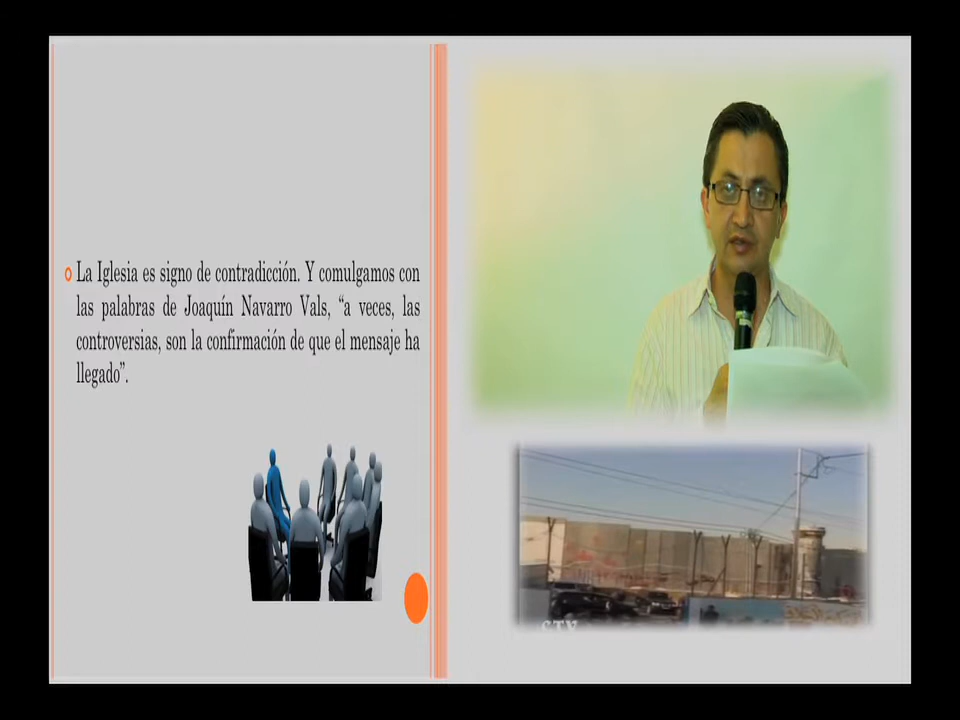 La Iglesia es signo de contradicción. Y comulgamos con
las palabras de Joaquín Navarro Vals, “a veces, las
controversias, son la confirmación de que el mensaje ha
llegado”.
CTV